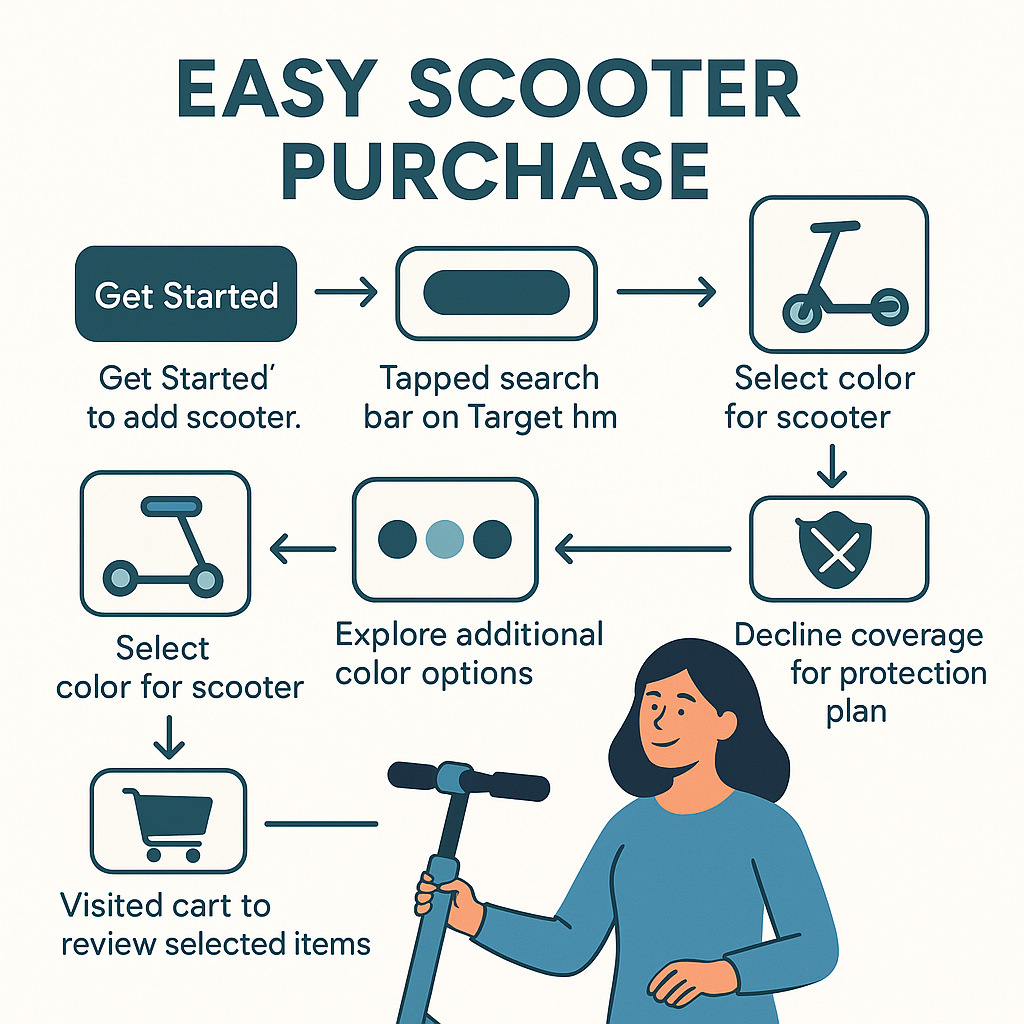 EASY SCOOTER
PURCHASE
Get Started
Get Started′
to add scooter.
Tapped search
bar on Target hm
Select color
for scooter
Decline coverage
for protection
plan
Explore additional
color options
Select
color for scooter
Visited cart to
review selected items